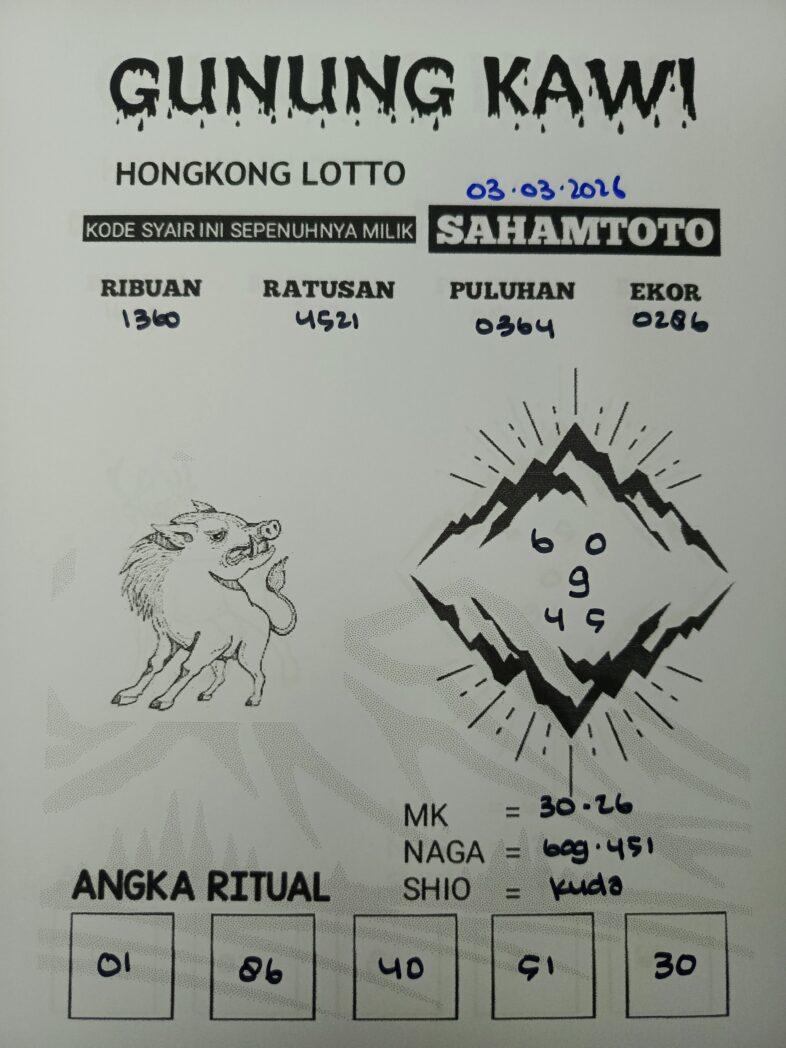 GUNUNG KAWI
HONGKONG LOTTO
03.03.2026
KODE SYAIR INI SEPENUHNYA MILIK SAHAMTOTO
RIBUAN RATUSAN PULUHAN EKOR
1360 4521 0364 0286
6 0
9
4 5
MK = 30.26
NAGA = 609.451
SHIO = Kuda
ANGKA RITUAL
01 86 40 51 30